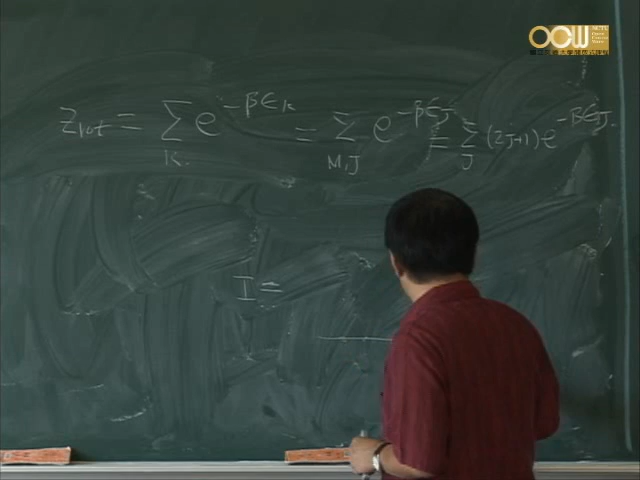 OCW
Z_rot = Σ_K e^{-βε_k} = Σ_{M,J} e^{-βε_J} = Σ_J (2J+1) e^{-βε_J}
I =